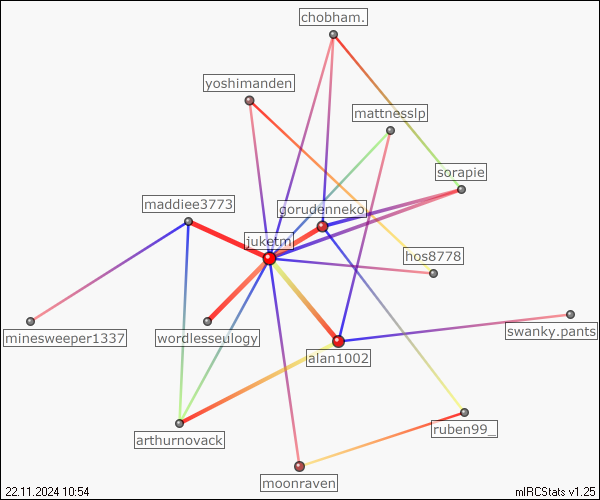 chobham.
yoshimanden
mattnesslp
sorapie
maddiee3773
gorudenneko
juketm
hos8778
minesweeper1337
wordlesseulogy
swanky.pants
alan1002
arthurnovack
ruben99_
moonraven
22.11.2024 10:54
mIRCStats v1.25